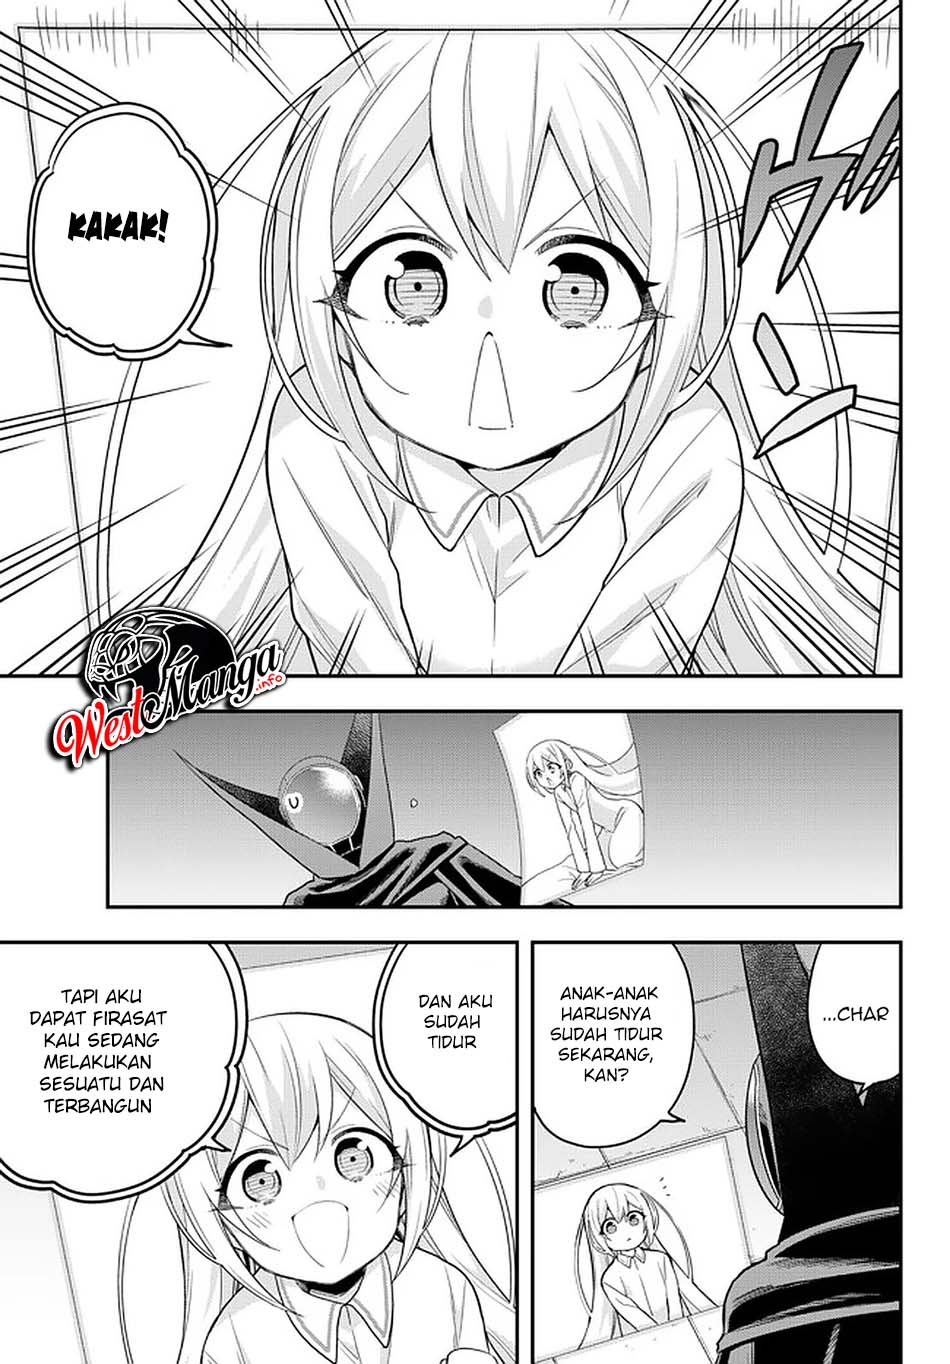 KAKAK!
WestManga
.info
...CHAR
ANAK-ANAK
HARUSNYA
SUDAH TIDUR
SEKARANG,
KAN?
DAN AKU
SUDAH
TIDUR
TAPI AKU
DAPAT FIRASAT
KAU SEDANG
MELAKUKAN
SESUATU DAN
TERBANGUN